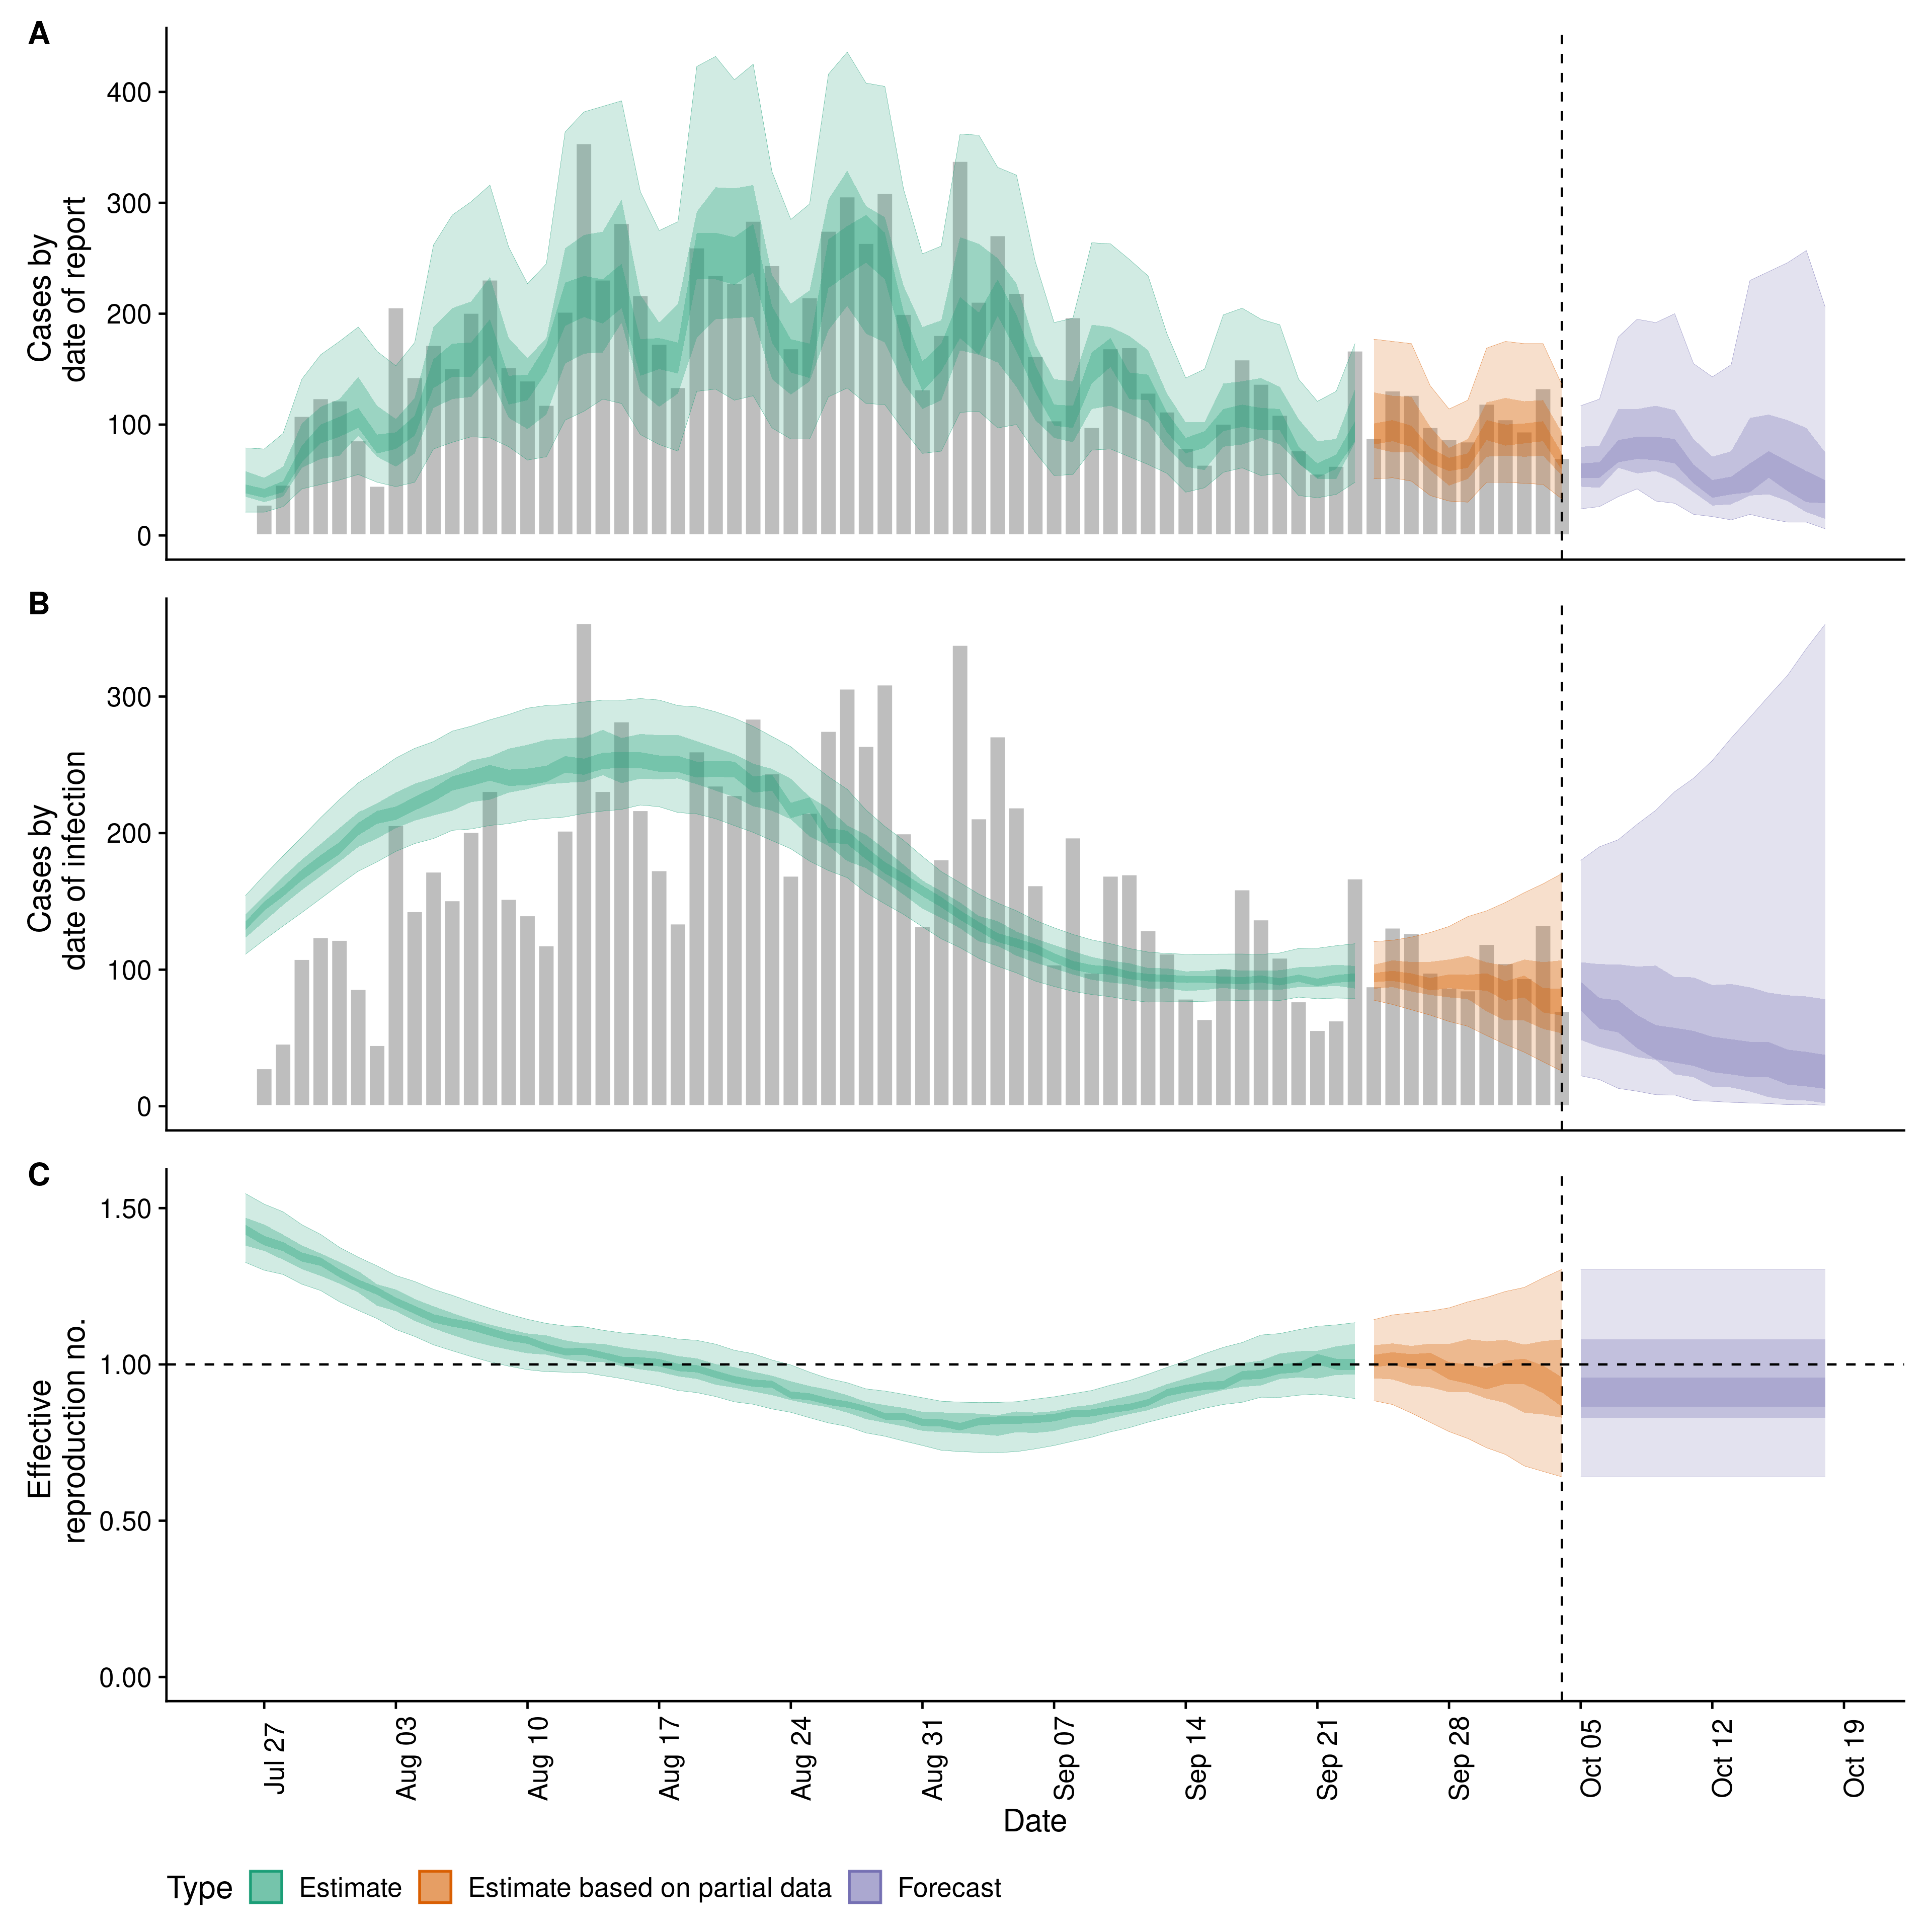 A
400
300
200
100
0
Cases by
date of report
B
300
200
100
0
Cases by
date of infection
C
1.50
1.00
0.50
0.00
Effective
reproduction no.
Jul 27
Aug 03
Aug 10
Aug 17
Aug 24
Aug 31
Sep 07
Sep 14
Sep 21
Sep 28
Oct 05
Oct 12
Oct 19
Date
Type Estimate Estimate based on partial data Forecast